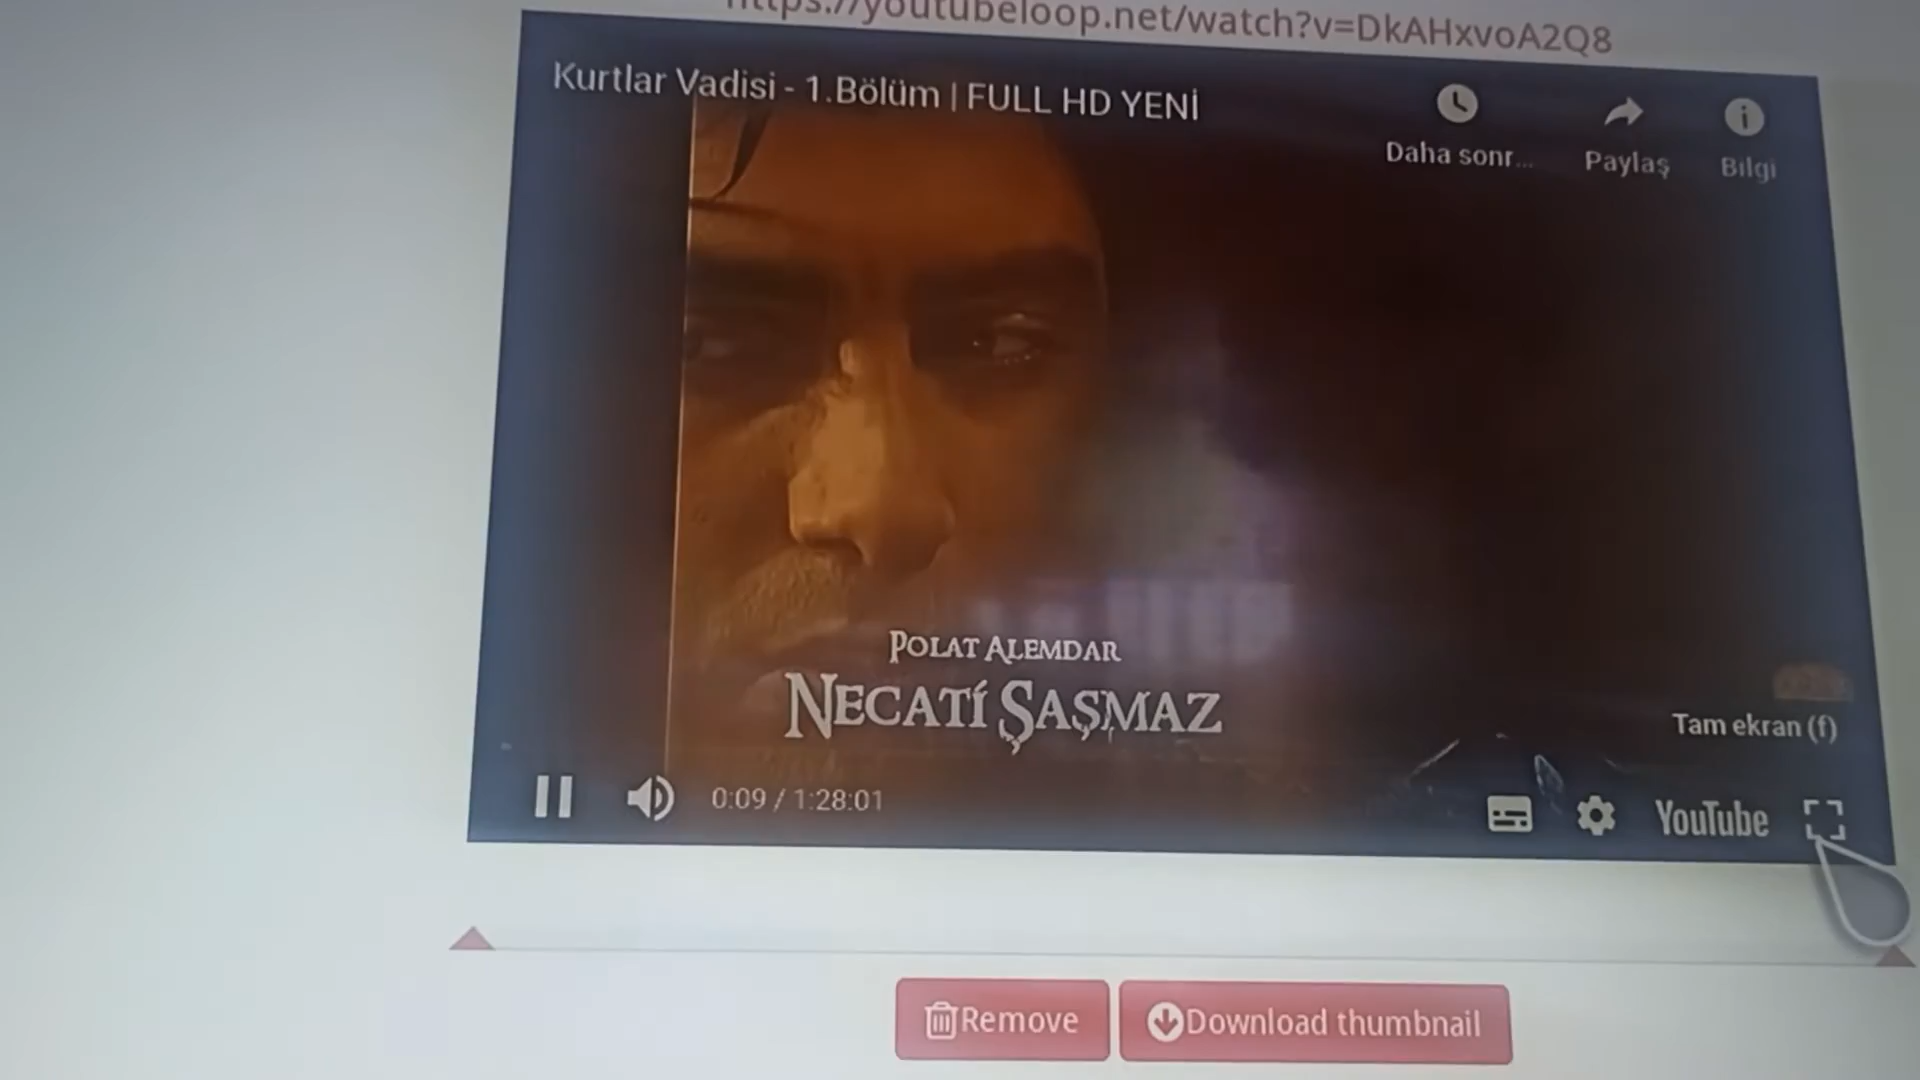 https://youtubeloop.net/watch?v=DkAHxvoA2Q8
Kurtlar Vadisi - 1.Bölüm | FULL HD YENİ
Daha sonr...
Paylaş
Bilgi
POLAT ALEMDAR
NECATİ ŞAŞMAZ
Tam ekran (f)
0:09 / 1:28:01
YouTube
Remove
Download thumbnail